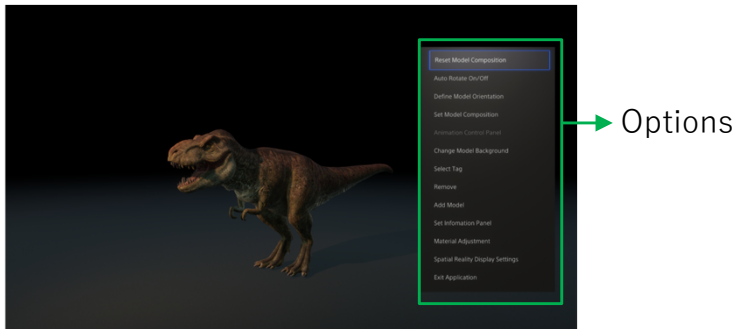 Reset Model Composition
Auto Rotate On/Off
Define Model Orientation
Set Model Composition
Animation Control Panel
Change Model Background
Select Tag
Remove
Add Model
Set Infomation Panel
Material Adjustment
Spatial Reality Display Settings
Exit Application
Options